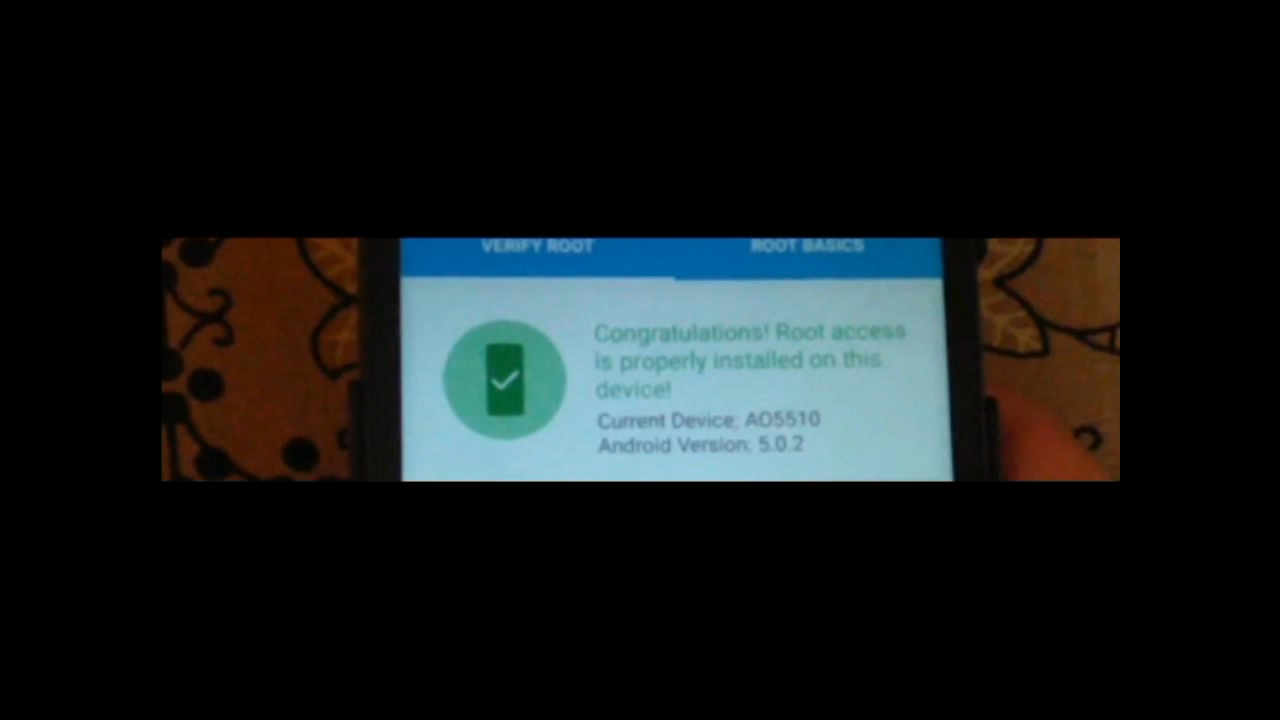 VERIFY ROOT ROOT BASICS
Congratulations! Root access
is properly installed on this
device!
Current Device: AO5510
Android Version: 5.0.2